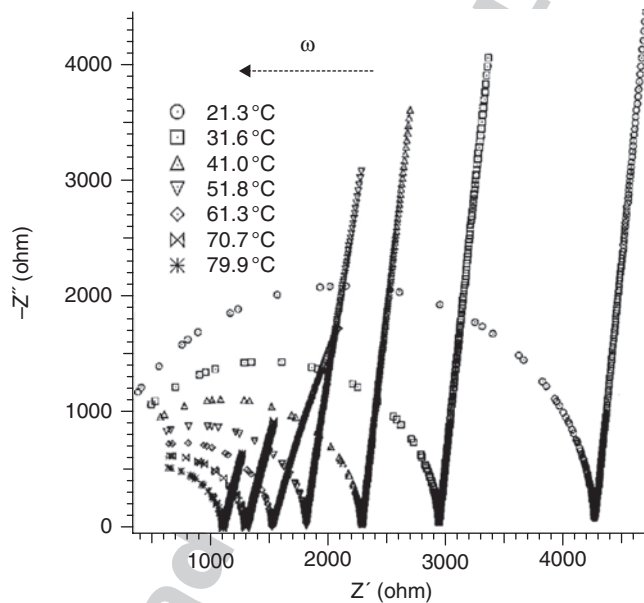 ω
4000
21.3 °C
31.6 °C
41.0 °C
51.8 °C
61.3 °C
70.7 °C
79.9 °C
3000
2000
1000
0
–Z″ (ohm)
1000 2000 3000 4000
Z′ (ohm)